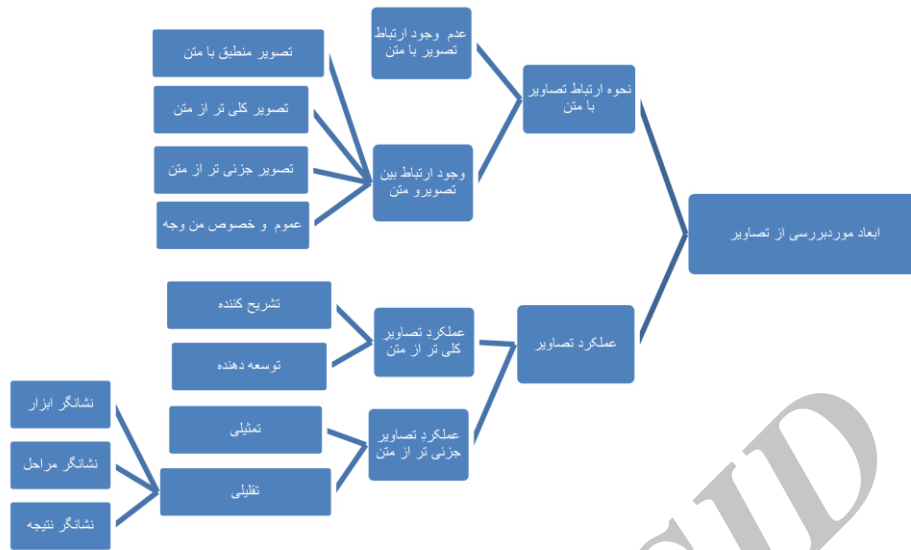 ابعاد موردبررسی از تصاویر
نحوه ارتباط تصاویر
با متن
عدم وجود ارتباط
تصویر با متن
وجود ارتباط بین
تصویرو متن
تصویر منطبق با متن
تصویر کلی تر از متن
تصویر جزئی تر از متن
عموم و خصوص من وجه
عملکرد تصاویر
عملکردِ تصاویرِ
کلی تر از متن
تشریح کننده
توسعه دهنده
عملکردِ تصاویر
جزئی تر از متن
تمثیلی
تقلیلی
نشانگر ابزار
نشانگر مراحل
نشانگر نتیجه
SID